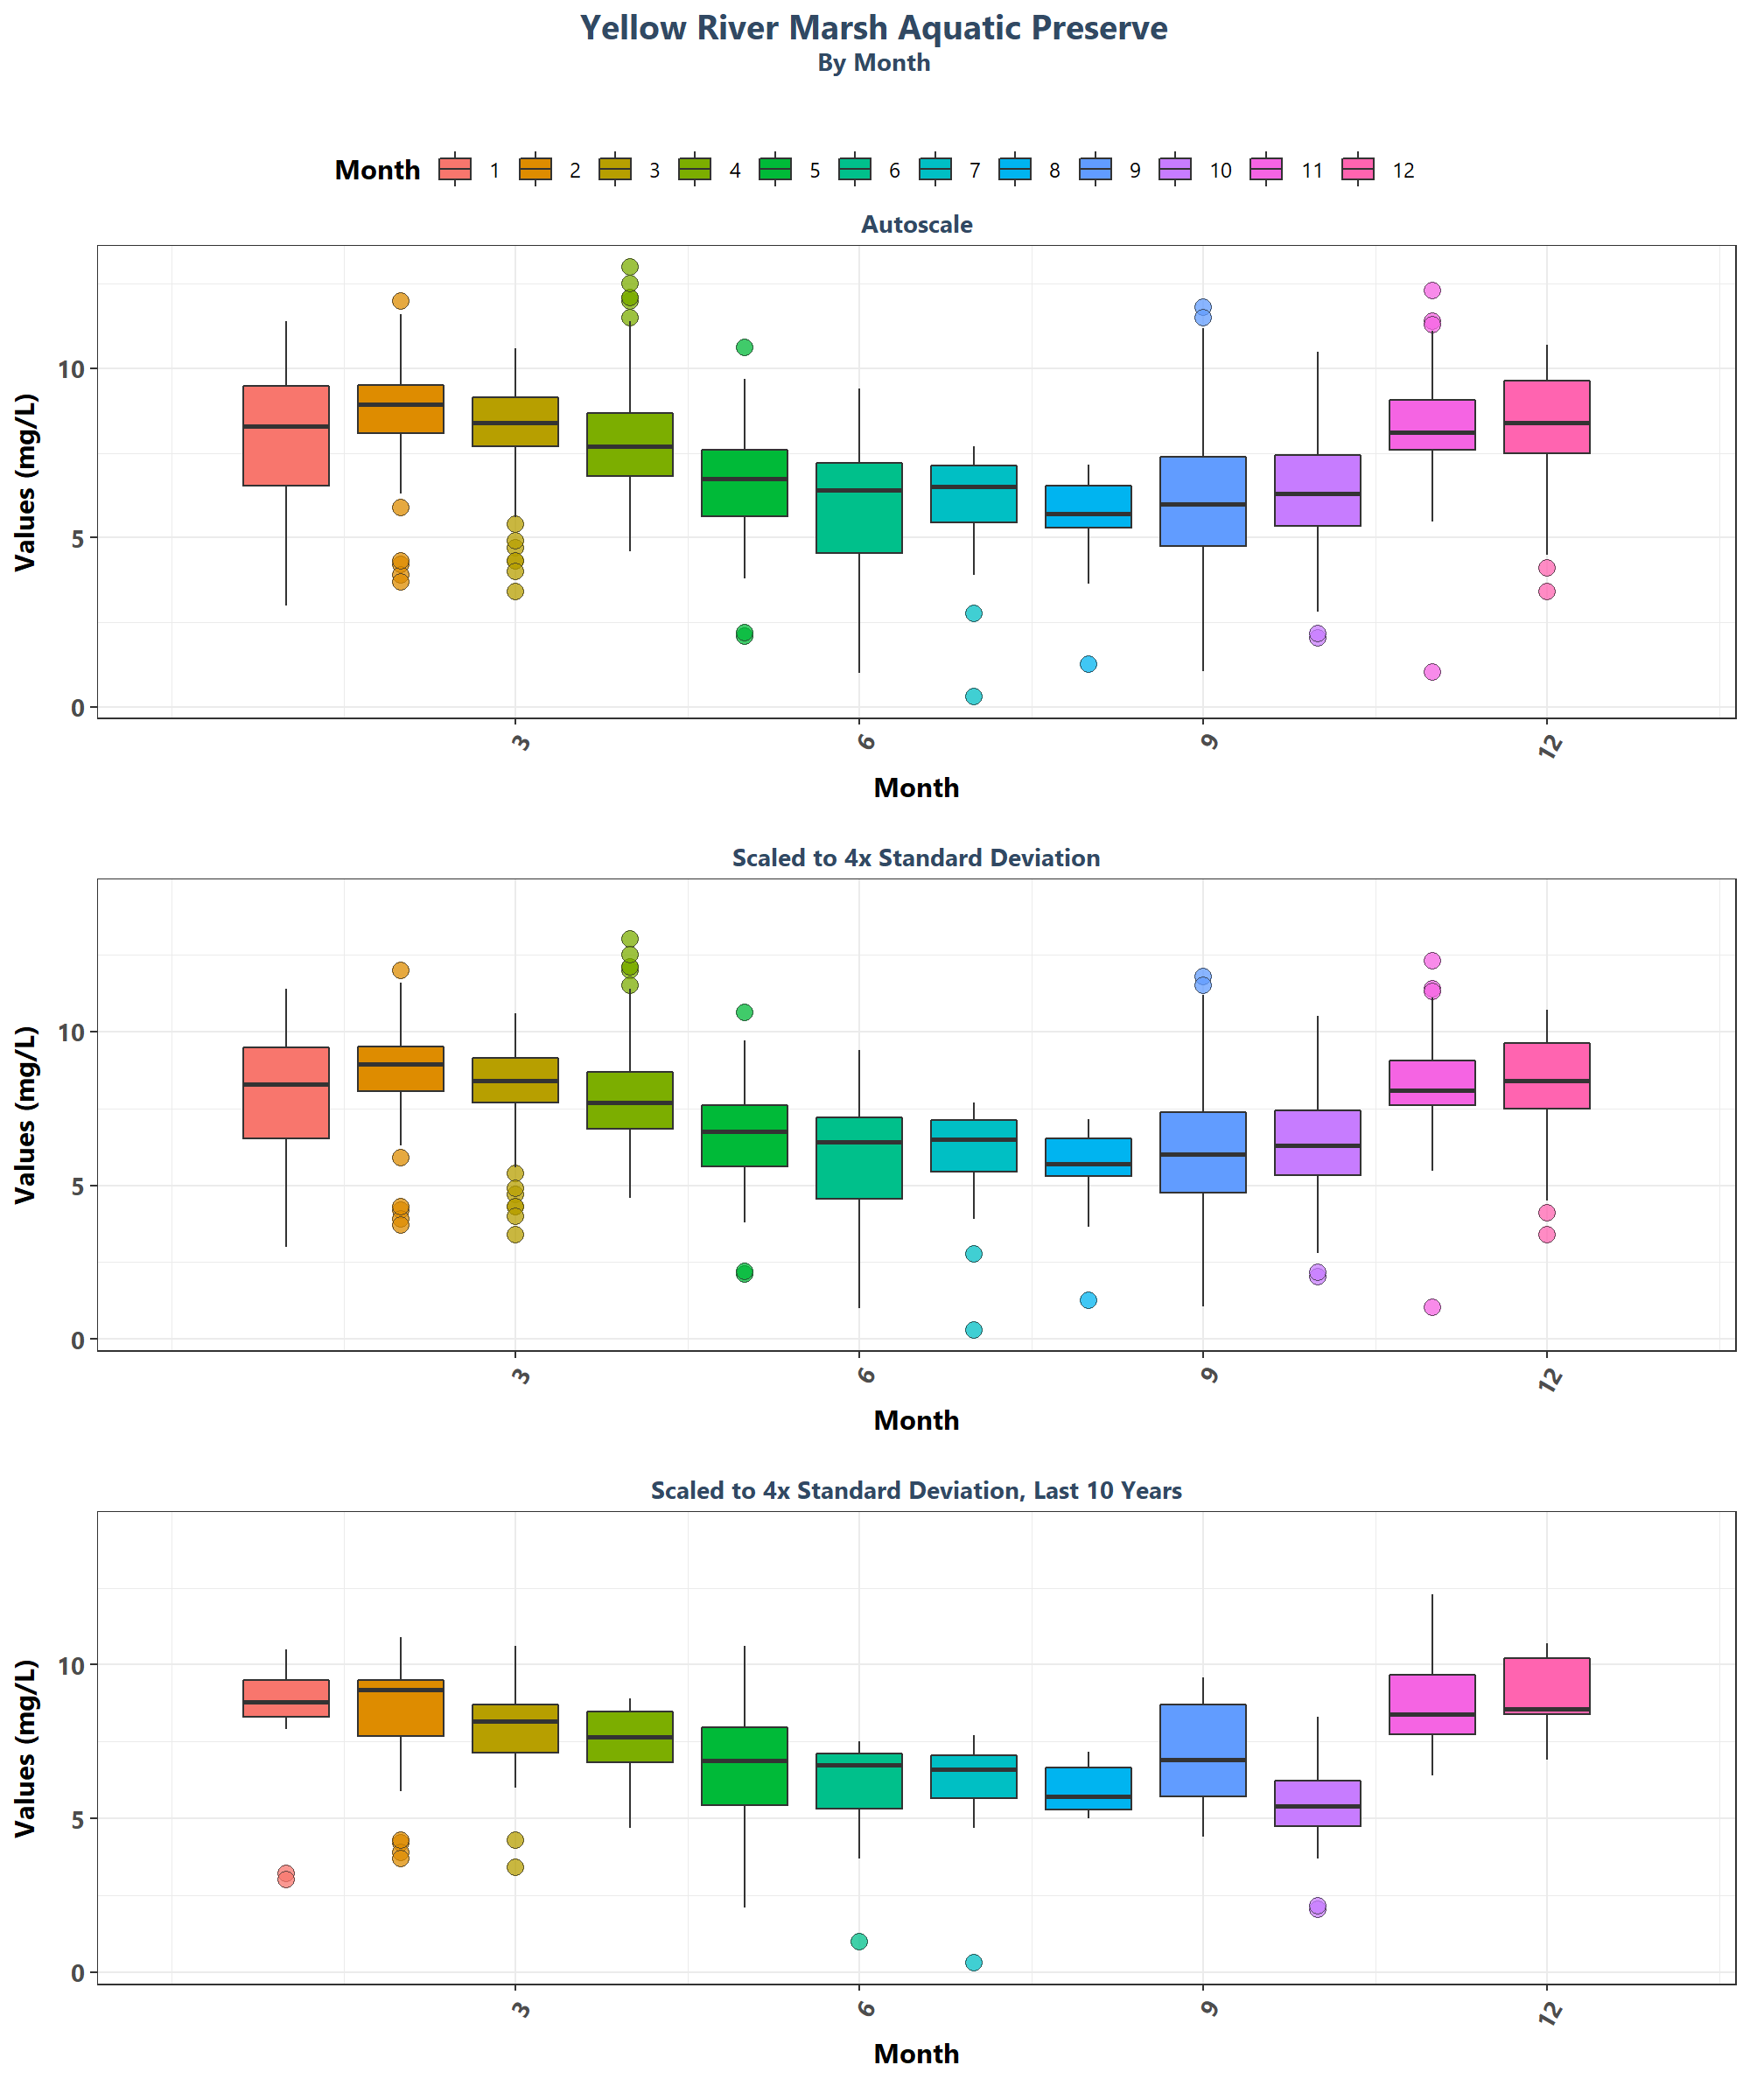 Yellow River Marsh Aquatic Preserve
By Month
Month 1 2 3 4 5 6 7 8 9 10 11 12
Autoscale
Values (mg/L)
10
5
0
3 6 9 12
Month
Scaled to 4x Standard Deviation
Values (mg/L)
10
5
0
3 6 9 12
Month
Scaled to 4x Standard Deviation, Last 10 Years
Values (mg/L)
10
5
0
3 6 9 12
Month